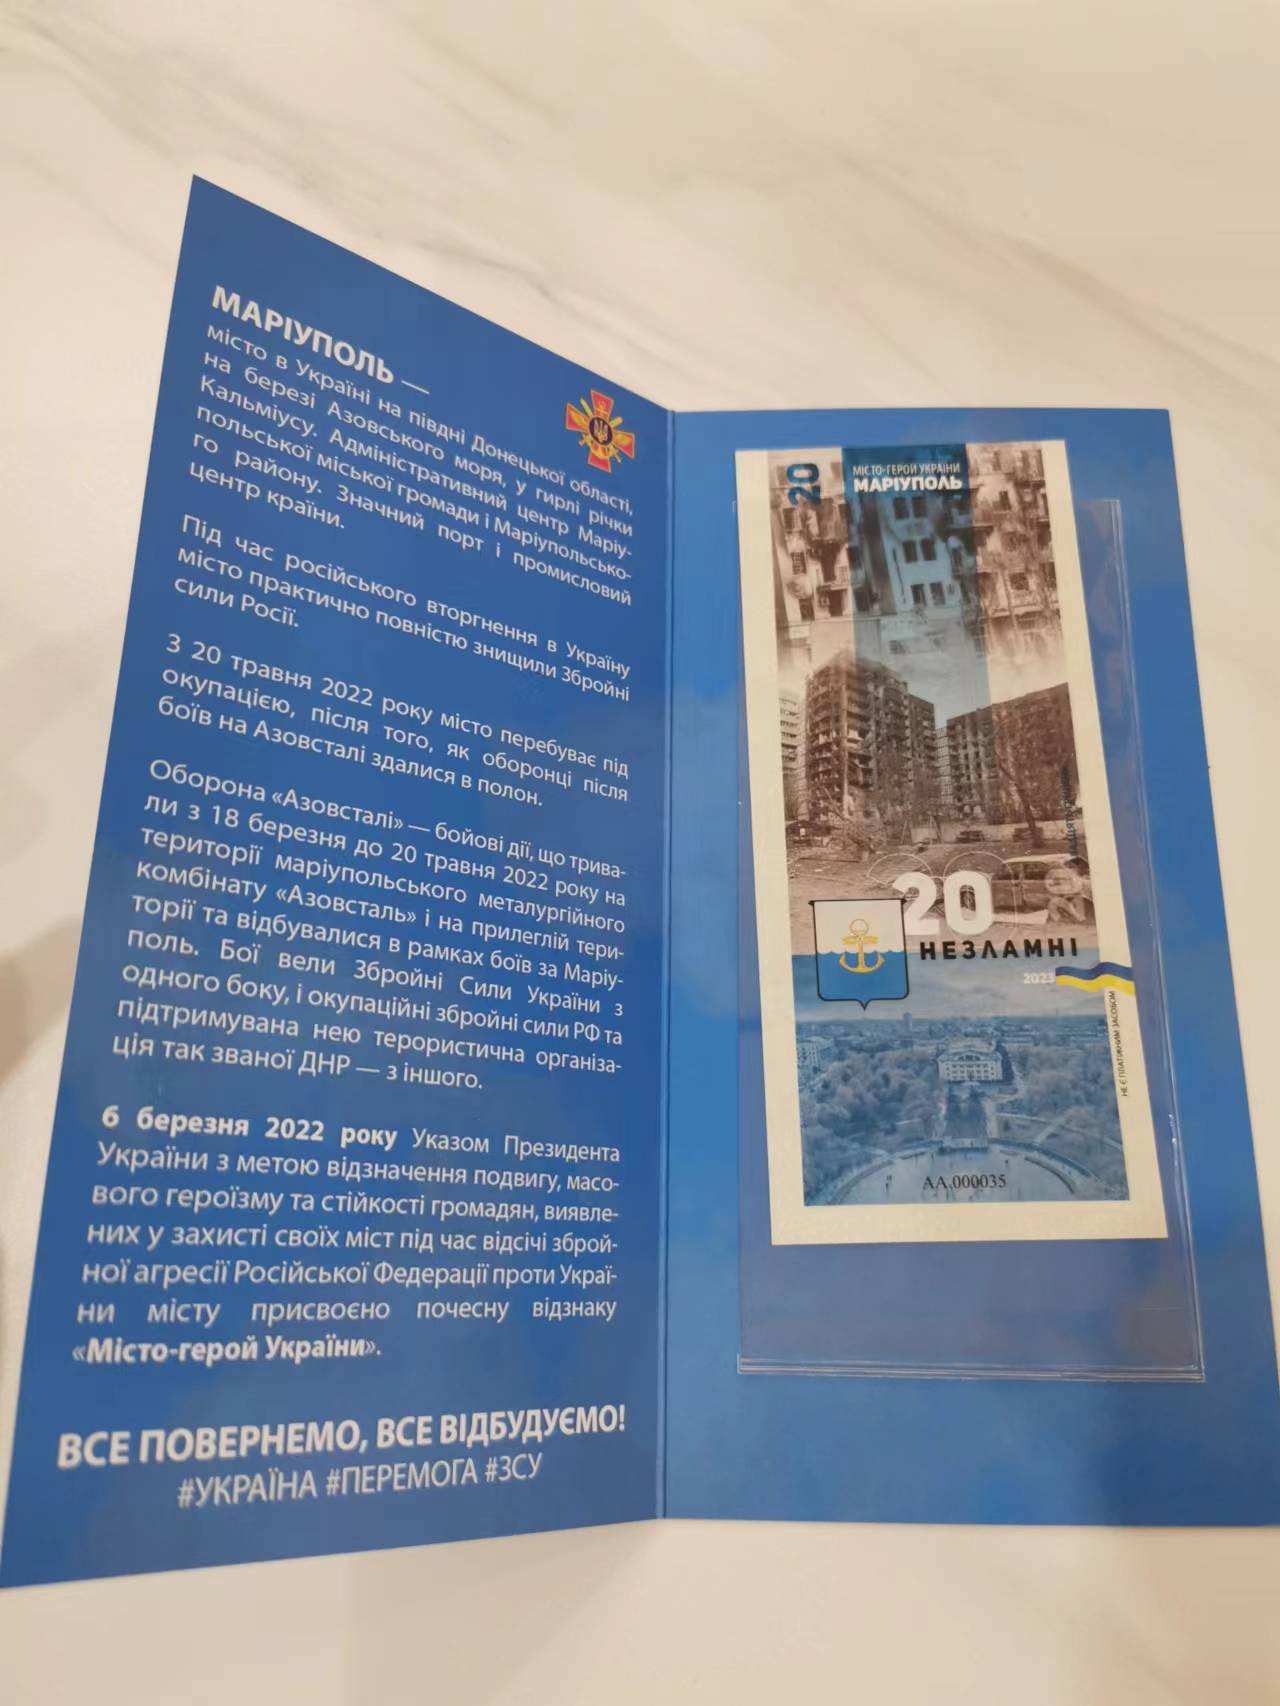 МАРІУПОЛЬ —
місто в Україні на півдні Донецької області,
на березі Азовського моря, у гирлі річки
Кальміусу. Адміністративний центр Маріу-
польської міської громади і Маріупольсько-
го району. Значний порт і промисловий
центр країни.
Під час російського вторгнення в Україну
місто практично повністю знищили Збройні
сили Росії.
З 20 травня 2022 року місто перебуває під
окупацією, після того, як оборонці після
боїв на Азовсталі здалися в полон.
Оборона «Азовсталі» — бойові дії, що трива-
ли з 18 березня до 20 травня 2022 року на
території маріупольського металургійного
комбінату «Азовсталь» і на прилеглій тери-
торії та відбувалися в рамках боїв за Маріу-
поль. Бої вели Збройні Сили України з
одного боку, і окупаційні збройні сили РФ та
підтримувана нею терористична організа-
ція так званої ДНР — з іншого.
6 березня 2022 року Указом Президента
України з метою відзначення подвигу, масо-
вого героїзму та стійкості громадян, виявле-
них у захисті своїх міст під час відсічі зброй-
ної агресії Російської Федерації проти Украї-
ни місту присвоєно почесну відзнаку
«Місто-герой України».
ВСЕ ПОВЕРНЕМО, ВСЕ ВІДБУДУЄМО!
#УКРАЇНА #ПЕРЕМОГА #ЗСУ
20
МІСТО-ГЕРОЙ УКРАЇНИ
МАРІУПОЛЬ
20
НЕЗЛАМНІ
2023
НЕ Є ПЛАТІЖНИМ ЗАСОБОМ
АА 000035